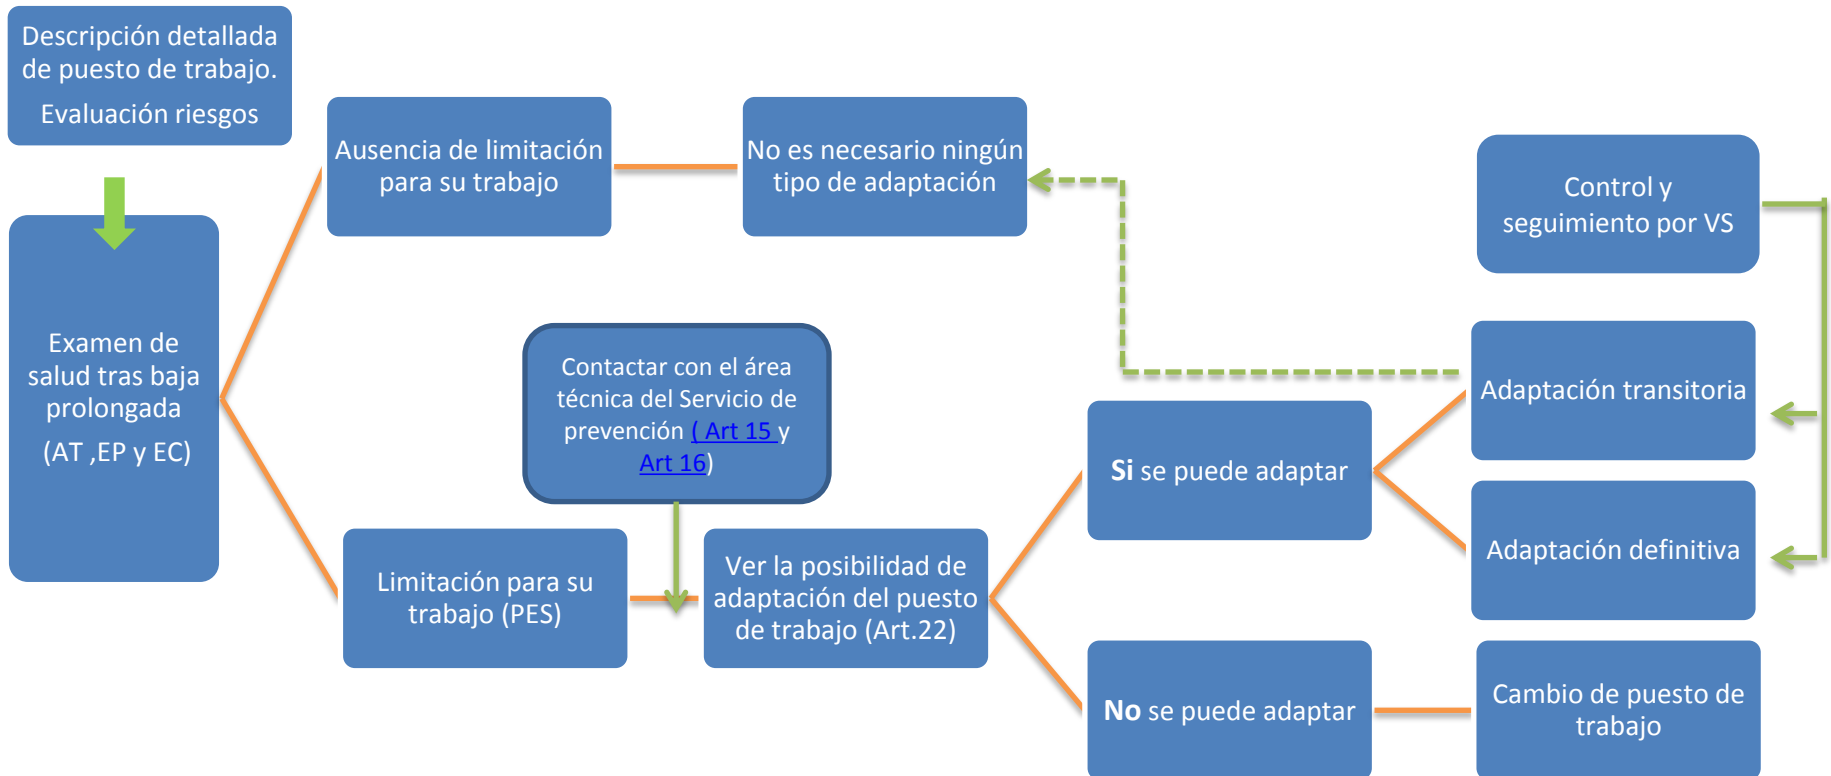 Descripción detallada
de puesto de trabajo.
Evaluación riesgos
Examen de
salud tras baja
prolongada
(AT ,EP y EC)
Ausencia de limitación
para su trabajo
No es necesario ningún
tipo de adaptación
Contactar con el área
técnica del Servicio de
prevención ( Art 15 y
Art 16)
Limitación para su
trabajo (PES)
Ver la posibilidad de
adaptación del puesto
de trabajo (Art.22)
Si se puede adaptar
No se puede adaptar
Control y
seguimiento por VS
Adaptación transitoria
Adaptación definitiva
Cambio de puesto de
trabajo